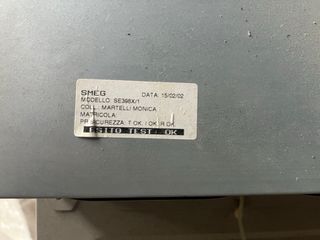 SMEG DATA: 15/02/02
MODELLO: SE398X/1
COLL.: MARTELLI MONICA
MATRICOLA:
PR SICUREZZA: T OK. I OK. R OK
ESITO TEST OK